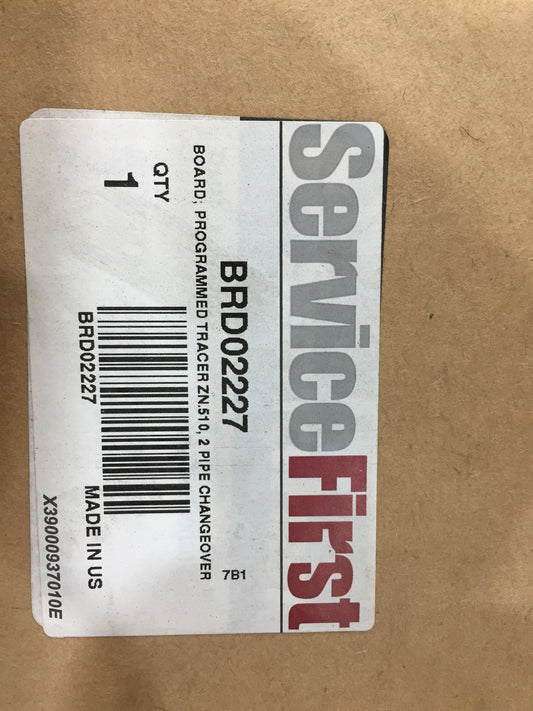 ServiceFirst
BRD02227
7B1
BOARD; PROGRAMMED TRACER ZN.510, 2 PIPE CHANGEOVER
QTY
1
BRD02227
MADE IN US
X39000937010E